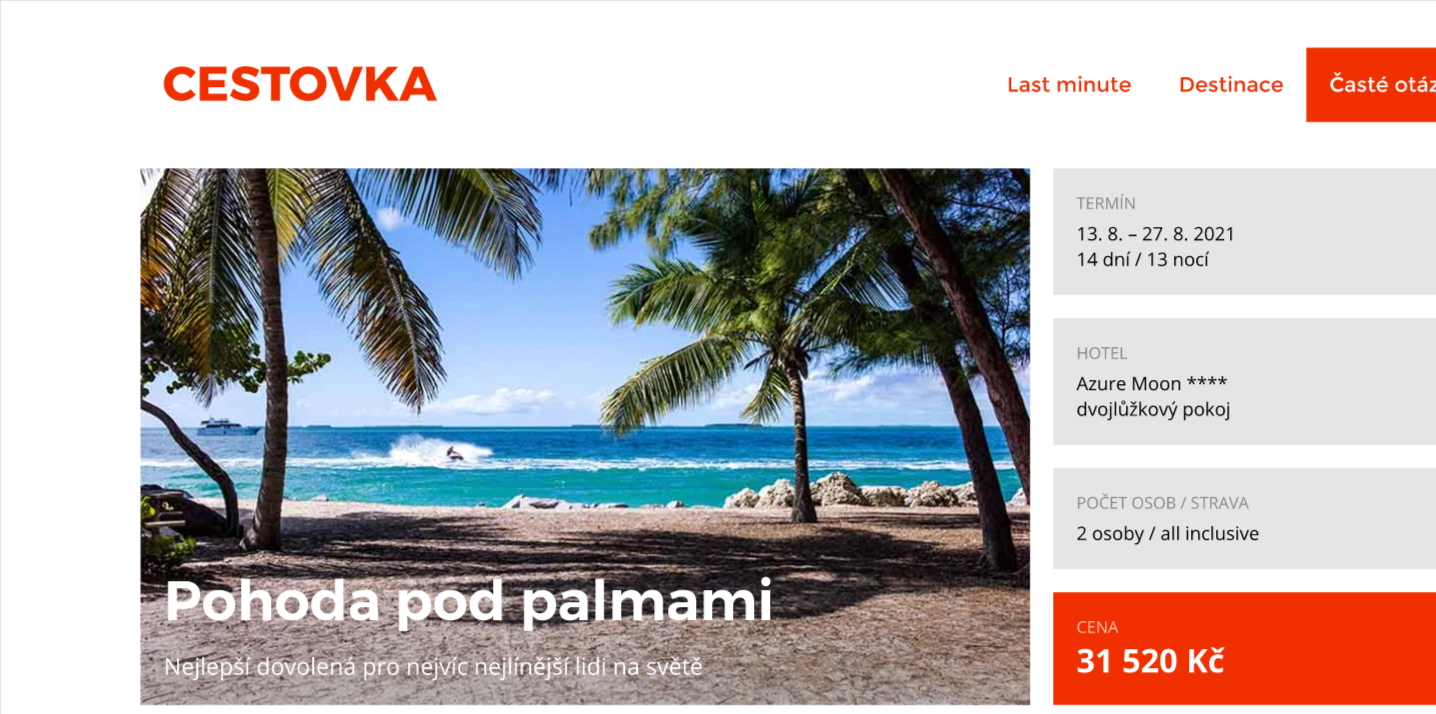 CESTOVKA
Last minute
Destinace
Časté
Pohoda pod palmami
Nejlepší dovolená pro nejvíc nejlínější lidi na světě
TERMÍN
13. 8. – 27. 8. 2021
14 dní / 13 nocí
HOTEL
Azure Moon ****
dvojlůžkový pokoj
POČET OSOB / STRAVA
2 osoby / all inclusive
CENA
31 520 Kč